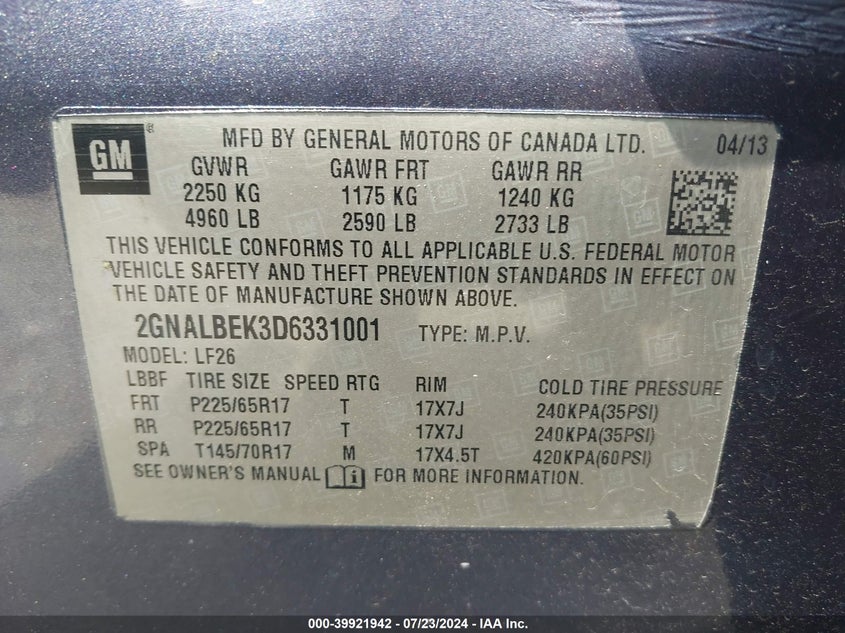 GM
®
MFD BY GENERAL MOTORS OF CANADA LTD. 04/13
GVWR GAWR FRT GAWR RR
2250 KG 1175 KG 1240 KG
4960 LB 2590 LB 2733 LB
THIS VEHICLE CONFORMS TO ALL APPLICABLE U.S. FEDERAL MOTOR
VEHICLE SAFETY AND THEFT PREVENTION STANDARDS IN EFFECT ON
THE DATE OF MANUFACTURE SHOWN ABOVE.
2GNALBEK3D6331001 TYPE: M.P.V.
MODEL: LF26
LBBF TIRE SIZE SPEED RTG RIM COLD TIRE PRESSURE
FRT P225/65R17 T 17X7J 240KPA(35PSI)
RR P225/65R17 T 17X7J 240KPA(35PSI)
SPA T145/70R17 M 17X4.5T 420KPA(60PSI)
SEE OWNER'S MANUAL FOR MORE INFORMATION.
000-39921942 - 07/23/2024 - IAA Inc.